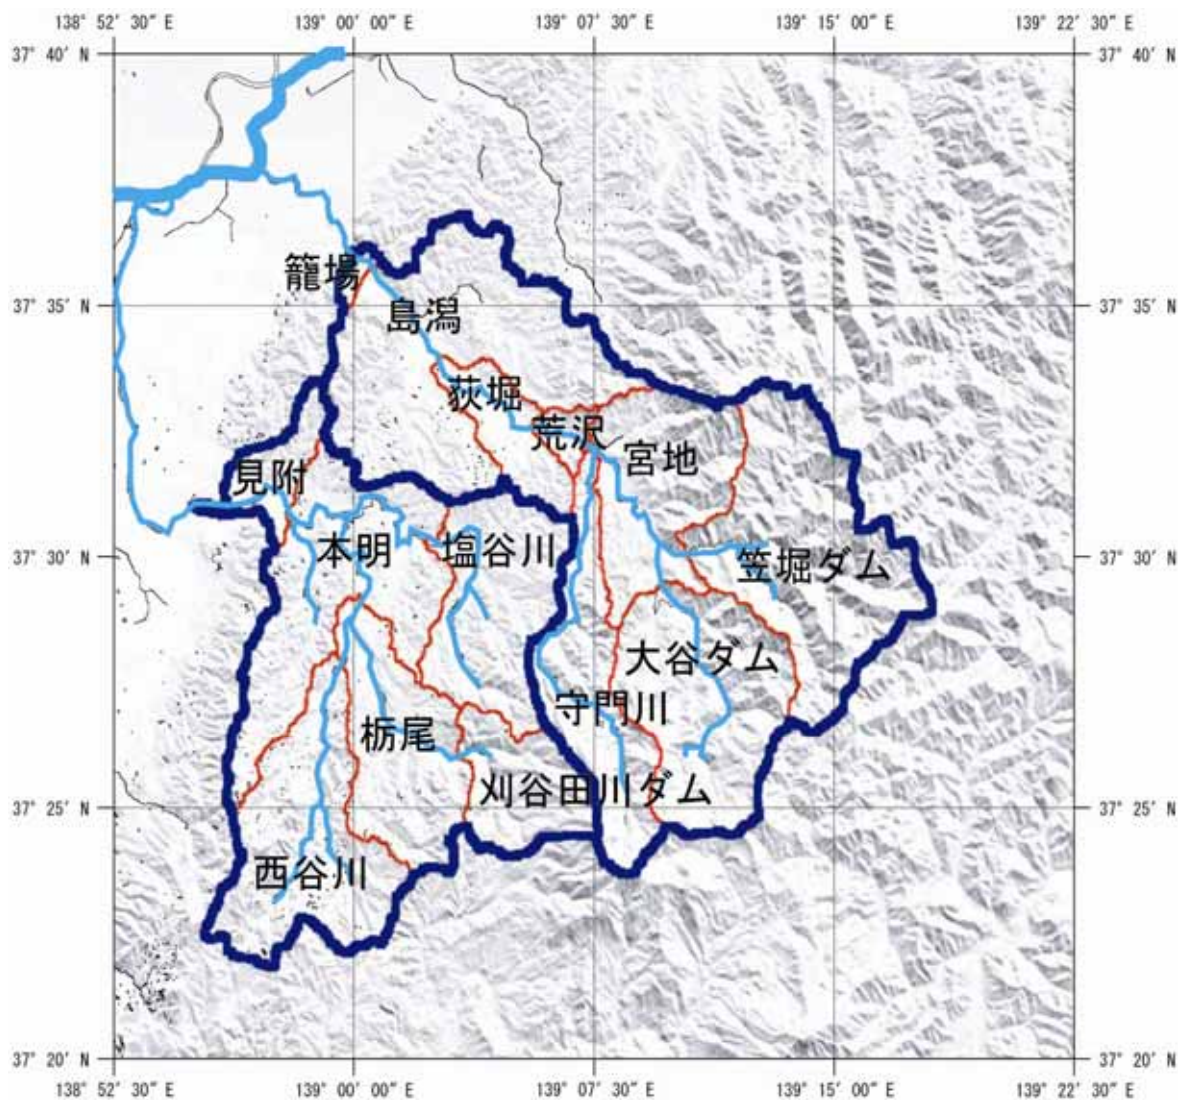 138° 52′ 30″ E 139° 00′ 00″ E 139° 07′ 30″ E 139° 15′ 00″ E 139° 22′ 30″ E
37° 40′ N 37° 40′ N
籠場
37° 35′ N 37° 35′ N
島潟
荻堀
荒沢
宮地
見附
本明 塩谷川
37° 30′ N 37° 30′ N
笠堀ダム
大谷ダム
守門川
栃尾
刈谷田川ダム
37° 25′ N 37° 25′ N
西谷川
37° 20′ N 37° 20′ N
138° 52′ 30″ E 139° 00′ 00″ E 139° 07′ 30″ E 139° 15′ 00″ E 139° 22′ 30″ E